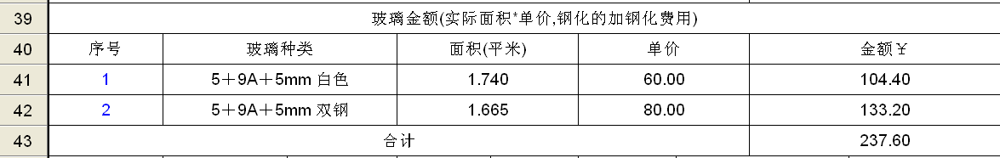 39 玻璃金额(实际面积*单价,钢化的加钢化费用)
40 序号 玻璃种类 面积(平米) 单价 金额￥
41 1 5＋9A＋5mm 白色 1.740 60.00 104.40
42 2 5＋9A＋5mm 双钢 1.665 80.00 133.20
43 合计 237.60